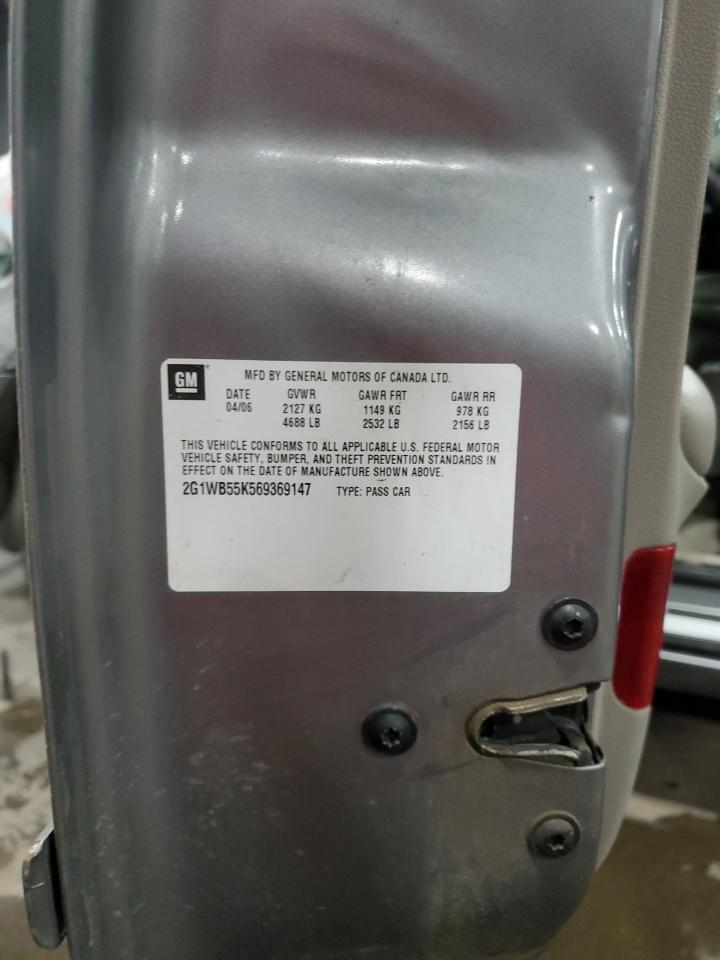 GM
MFD BY GENERAL MOTORS OF CANADA LTD.
DATE GVWR GAWR FRT GAWR RR
04/06 2127 KG 1149 KG 978 KG
4688 LB 2532 LB 2156 LB
THIS VEHICLE CONFORMS TO ALL APPLICABLE U.S. FEDERAL MOTOR
VEHICLE SAFETY, BUMPER, AND THEFT PREVENTION STANDARDS IN
EFFECT ON THE DATE OF MANUFACTURE SHOWN ABOVE.
2G1WB55K569369147 TYPE: PASS CAR